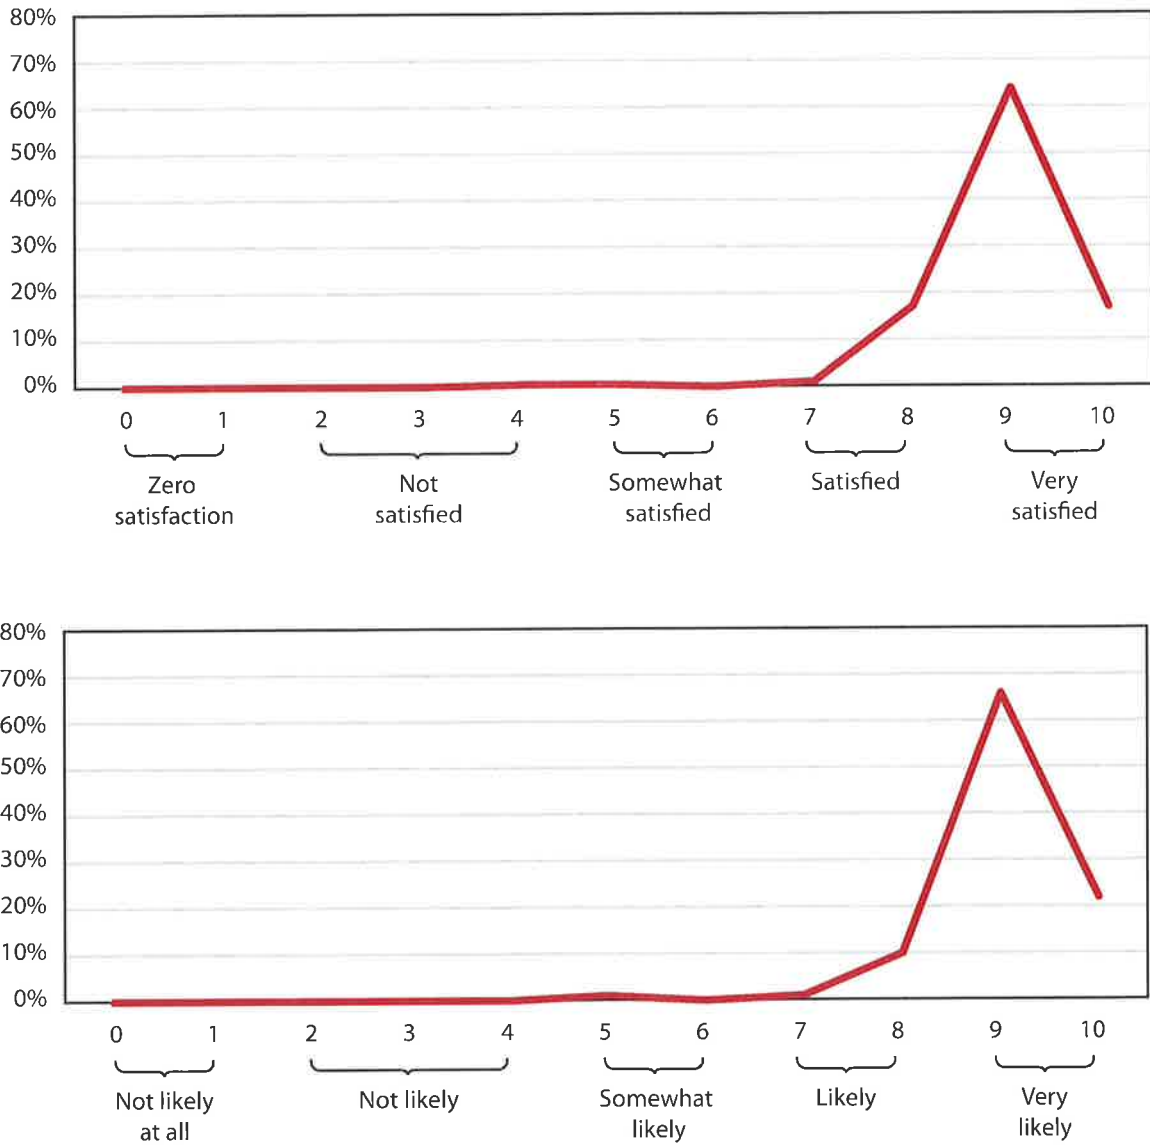 80%
70%
60%
50%
40%
30%
20%
10%
0%
0 1 2 3 4 5 6 7 8 9 10
Zero
satisfaction
Not
satisfied
Somewhat
satisfied
Satisfied
Very
satisfied
80%
70%
60%
50%
40%
30%
20%
10%
0%
0 1 2 3 4 5 6 7 8 9 10
Not likely
at all
Not likely
Somewhat
likely
Likely
Very
likely